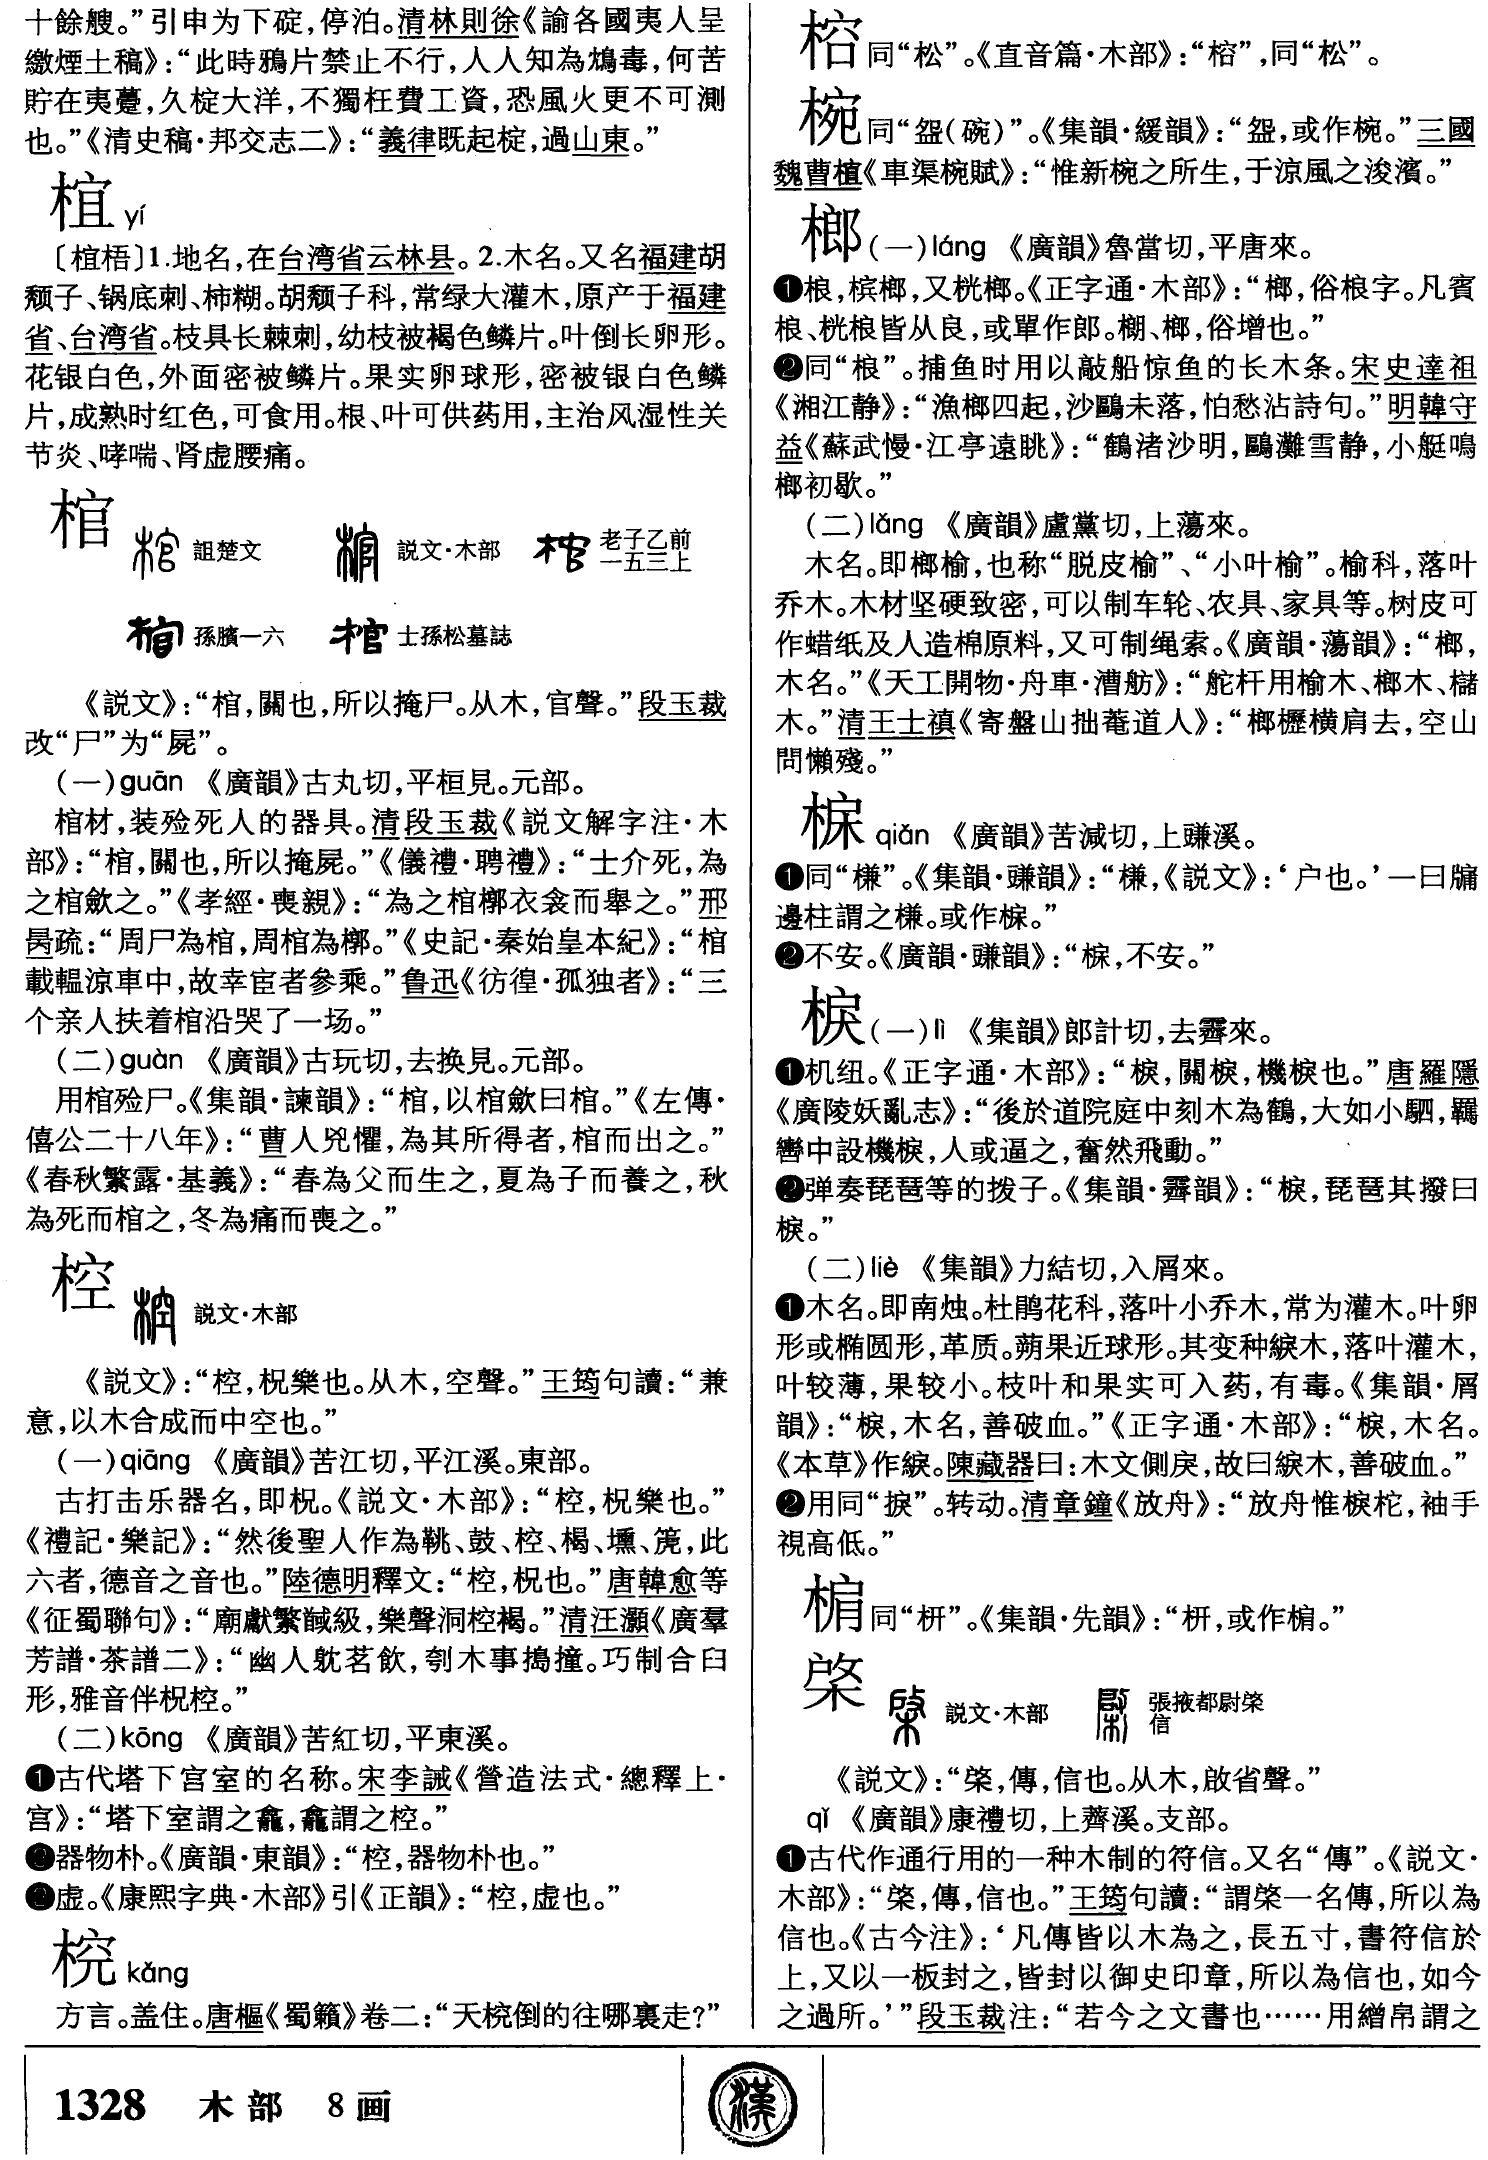 十餘艘。”引申为下碇,停泊。清林則徐《諭各國夷人呈
繳煙土稿》:“此時鴉片禁止不行,人人知為鴆毒,何苦
貯在夷躉,久椗大洋,不獨枉費工資,恐風火更不可測
也。”《清史稿·邦交志二》:“義律既起椗,過山東。”
椬 yí
〔椬梧〕1.地名,在台湾省云林县。2.木名。又名福建胡
颓子、锅底刺、柿糊。胡颓子科,常绿大灌木,原产于福建
省、台湾省。枝具长棘刺,幼枝被褐色鳞片。叶倒长卵形。
花银白色,外面密被鳞片。果实卵球形,密被银白色鳞
片,成熟时红色,可食用。根、叶可供药用,主治风湿性关
节炎、哮喘、肾虚腰痛。
棺 詛楚文 説文·木部 老子乙前一五三上
孫臏一六 士孫松墓誌
《説文》:“棺,關也,所以掩尸。从木,官聲。”段玉裁
改“尸”为“屍”。
(一)guān 《廣韻》古丸切,平桓見。元部。
棺材,装殓死人的器具。清段玉裁《説文解字注·木
部》:“棺,關也,所以掩屍。”《儀禮·聘禮》:“士介死,為
之棺歛之。”《孝經·喪親》:“為之棺槨衣衾而舉之。”邢
昺疏:“周尸為棺,周棺為槨。”《史記·秦始皇本紀》:“棺
載轀涼車中,故幸宦者參乘。”鲁迅《彷徨·孤独者》:“三
个亲人扶着棺沿哭了一场。”
(二)guàn 《廣韻》古玩切,去换見。元部。
用棺殓尸。《集韻·諫韻》:“棺,以棺歛曰棺。”《左傳·
僖公二十八年》:“曹人兇懼,為其所得者,棺而出之。”
《春秋繁露·基義》:“春為父而生之,夏為子而養之,秋
為死而棺之,冬為痛而喪之。”
椌 説文·木部
《説文》:“椌,柷樂也。从木,空聲。”王筠句讀:“兼
意,以木合成而中空也。”
(一)qiāng 《廣韻》苦江切,平江溪。東部。
古打击乐器名,即柷。《説文·木部》:“椌,柷樂也。”
《禮記·樂記》:“然後聖人作為鞉、鼓、椌、楬、壎、箎,此
六者,德音之音也。”陸德明釋文:“椌,柷也。”唐韓愈等
《征蜀聯句》:“廟獻繁馘級,樂聲洞椌楬。”清汪灝《廣羣
芳譜·茶譜二》:“幽人躭茗飲,刳木事搗撞。巧制合臼
形,雅音伴柷椌。”
(二)kōng 《廣韻》苦紅切,平東溪。
❶古代塔下宫室的名称。宋李誡《營造法式·總釋上·
宫》:“塔下室謂之龕,龕謂之椌。”
❷器物朴。《廣韻·東韻》:“椌,器物朴也。”
❷虚。《康熙字典·木部》引《正韻》:“椌,虚也。”
㭴 kǎng
方言。盖住。唐樞《蜀籟》卷二:“天㭴倒的往哪裏走?”
㮤同“松”。《直音篇·木部》:“㮤”,同“松”。
椀同“盌(碗)”。《集韻·緩韻》:“盌,或作椀。”三國
魏曹植《車渠椀賦》:“惟新椀之所生,于涼風之浚濱。”
榔(一)láng 《廣韻》魯當切,平唐來。
❶桹,槟榔,又桄榔。《正字通·木部》:“榔,俗桹字。凡賓
桹、桄桹皆从良,或單作郎。㮰、榔,俗增也。”
❷同“桹”。捕鱼时用以敲船惊鱼的长木条。宋史達祖
《湘江静》:“漁榔四起,沙鷗未落,怕愁沾詩句。”明韓守
益《蘇武慢·江亭遠眺》:“鶴渚沙明,鷗灘雪静,小艇鳴
榔初歇。”
(二)lǎng 《廣韻》盧黨切,上蕩來。
木名。即榔榆,也称“脱皮榆”、“小叶榆”。榆科,落叶
乔木。木材坚硬致密,可以制车轮、农具、家具等。树皮可
作蜡纸及人造棉原料,又可制绳索。《廣韻·蕩韻》:“榔,
木名。”《天工開物·舟車·漕舫》:“舵杆用榆木、榔木、櫧
木。”清王士禛《寄盤山拙菴道人》:“榔櫪横肩去,空山
問懶殘。”
㮇 qiǎn 《廣韻》苦減切,上豏溪。
❶同“槏”。《集韻·豏韻》:“槏,《説文》:‘户也。’一曰牖
邊柱謂之槏。或作㮇。”
❷不安。《廣韻·豏韻》:“㮇,不安。”
棙(一)lì 《集韻》郎計切,去霽來。
❶机纽。《正字通·木部》:“棙,關棙,機棙也。”唐羅隱
《廣陵妖亂志》:“後於道院庭中刻木為鶴,大如小駟,羈
轡中設機棙,人或逼之,奮然飛動。”
❷弹奏琵琶等的拨子。《集韻·霽韻》:“棙,琵琶其撥曰
棙。”
(二)liè 《集韻》力結切,入屑來。
❶木名。即南烛。杜鹃花科,落叶小乔木,常为灌木。叶卵
形或椭圆形,革质。蒴果近球形。其变种綟木,落叶灌木,
叶较薄,果较小。枝叶和果实可入药,有毒。《集韻·屑
韻》:“棙,木名,善破血。”《正字通·木部》:“棙,木名。
《本草》作綟。陳藏器曰:木文側戾,故曰綟木,善破血。”
❷用同“捩”。转动。清章鐘《放舟》:“放舟惟棙柁,袖手
視高低。”
㮍同“枅”。《集韻·先韻》:“枅,或作㮍。”
棨 説文·木部 張掖都尉棨信
《説文》:“棨,傳,信也。从木,啟省聲。”
qǐ 《廣韻》康禮切,上薺溪。支部。
❶古代作通行用的一种木制的符信。又名“傳”。《説文·
木部》:“棨,傳,信也。”王筠句讀:“謂棨一名傳,所以為
信也。《古今注》:‘凡傳皆以木為之,長五寸,書符信於
上,又以一板封之,皆封以御史印章,所以為信也,如今
之過所。’”段玉裁注:“若今之文書也……用繒帛謂之
1328 木部 8画
漢